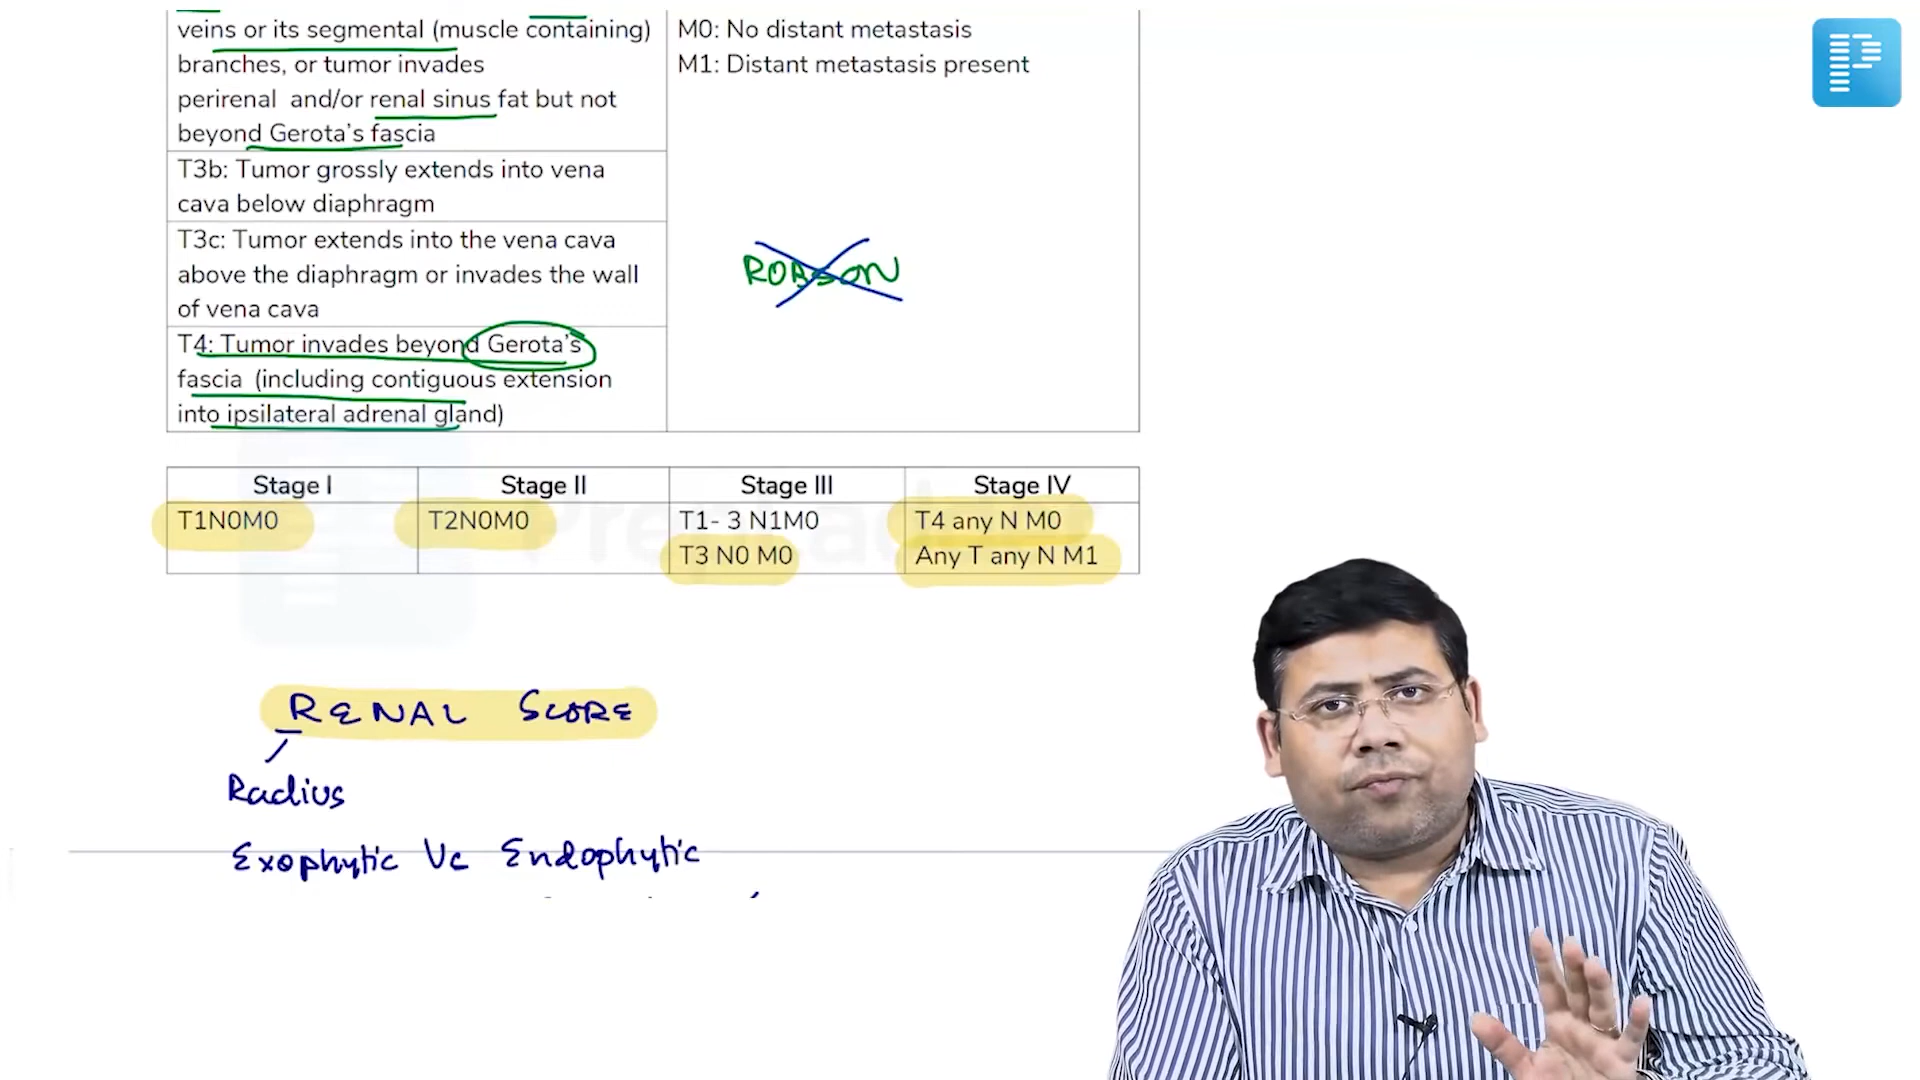 veins or its segmental (muscle containing)
branches, or tumor invades
perirenal and/or renal sinus fat but not
beyond Gerota's fascia
T3b: Tumor grossly extends into vena
cava below diaphragm
T3c: Tumor extends into the vena cava
above the diaphragm or invades the wall
of vena cava
T4: Tumor invades beyond Gerota's
fascia (including contiguous extension
into ipsilateral adrenal gland)
M0: No distant metastasis
M1: Distant metastasis present
ROBSON
Stage I
Stage II
Stage III
Stage IV
T1N0M0
T2N0M0
T1- 3 N1M0
T4 any N M0
T3 N0 M0
Any T any N M1
RENAL SCORE
Radius
Exophytic Vs Endophytic